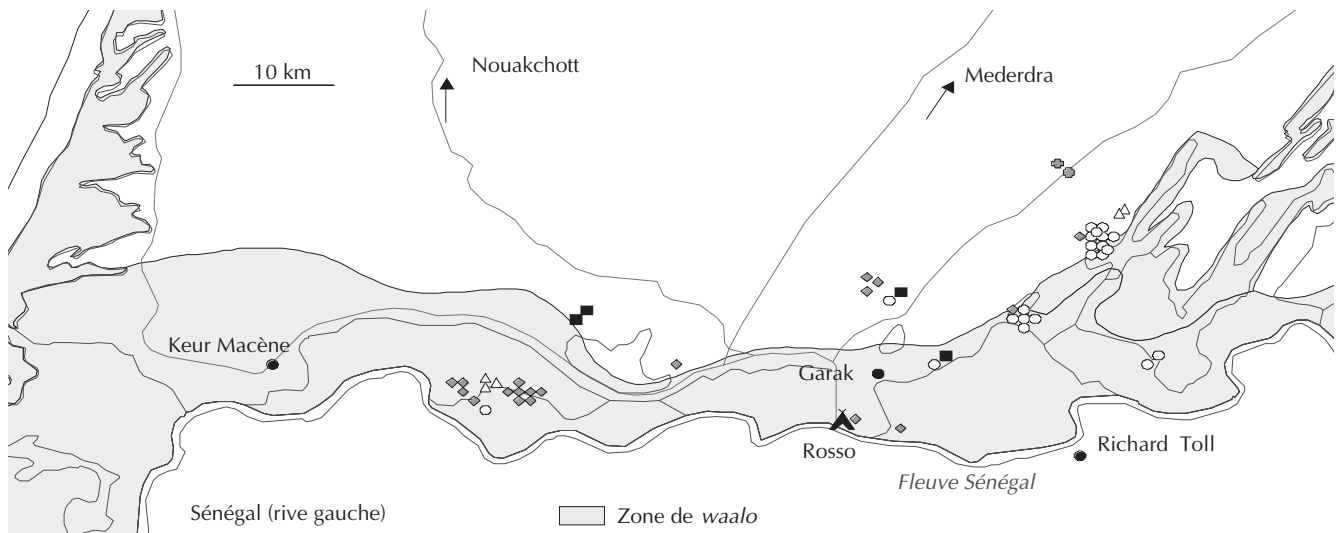 Nouakchott
10 km
Mederdra
Keur Macène
Garak
Rosso
Richard Toll
Fleuve Sénégal
Sénégal (rive gauche)
Zone de waalo